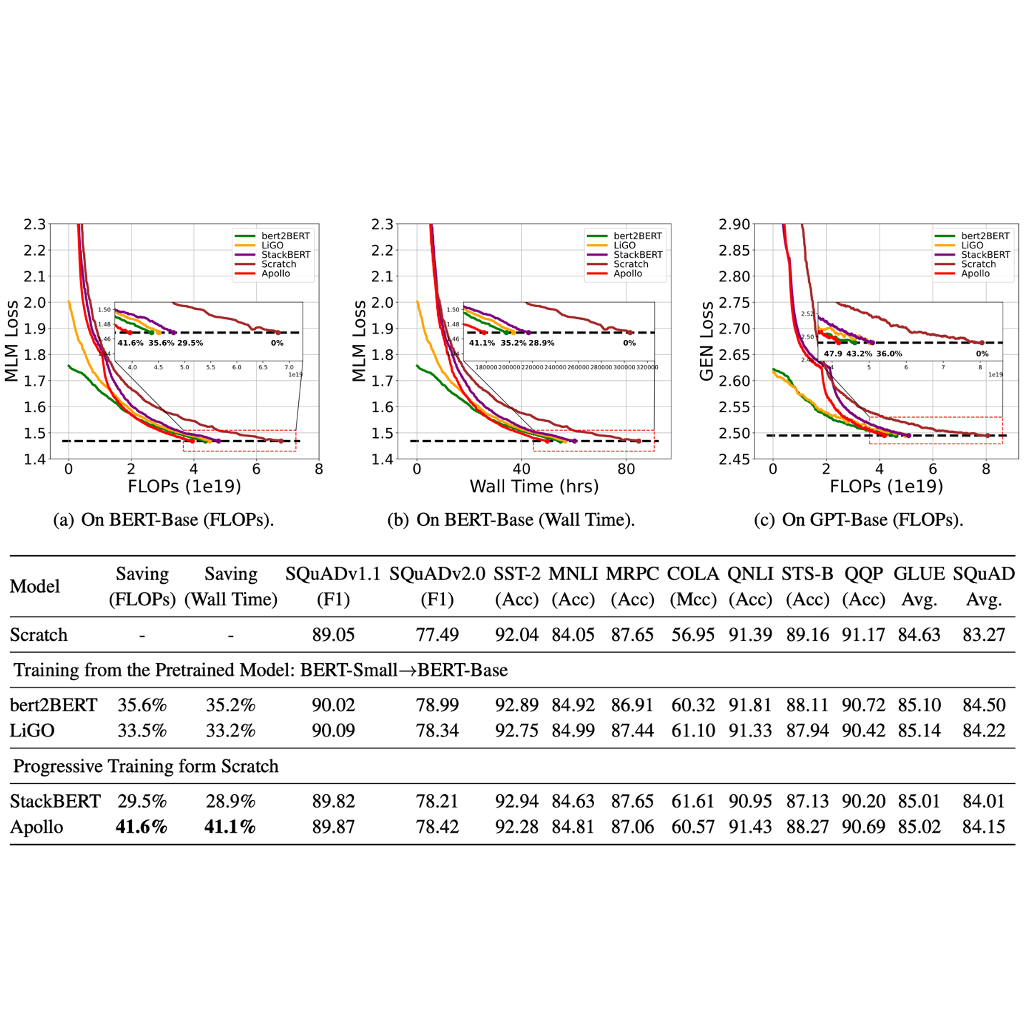 2.3
2.2
2.1
2.0
1.9
1.8
1.7
1.6
1.5
1.4
MLM Loss
bert2BERT
LiGO
StackBERT
Scratch
Apollo
1.50
1.48
1.46
41.6% 35.6% 29.5% 0%
4.0 4.5 5.0 5.5 6.0 6.5 7.0
1e19
0 2 4 6 8
FLOPs (1e19)
(a) On BERT-Base (FLOPs).
2.3
2.2
2.1
2.0
1.9
1.8
1.7
1.6
1.5
1.4
MLM Loss
bert2BERT
LiGO
StackBERT
Scratch
Apollo
1.50
1.48
1.46
41.1% 35.2% 28.9% 0%
180000 200000 220000 240000 260000 280000 300000 320000
0 40 80
Wall Time (hrs)
(b) On BERT-Base (Wall Time).
2.90
2.85
2.80
2.75
2.70
2.65
2.60
2.55
2.50
2.45
GEN Loss
bert2BERT
LiGO
StackBERT
Scratch
Apollo
2.52
2.50
47.9 43.2% 36.0% 0%
5 6 7 8
1e19
0 2 4 6 8
FLOPs (1e19)
(c) On GPT-Base (FLOPs).
Model Saving (FLOPs) Saving (Wall Time) SQuADv1.1 (F1) SQuADv2.0 (F1) SST-2 (Acc) MNLI (Acc) MRPC (Acc) COLA (Mcc) QNLI (Acc) STS-B (Acc) QQP (Acc) GLUE Avg. SQuAD Avg.
Scratch - - 89.05 77.49 92.04 84.05 87.65 56.95 91.39 89.16 91.17 84.63 83.27
Training from the Pretrained Model: BERT-Small→BERT-Base
bert2BERT 35.6% 35.2% 90.02 78.99 92.89 84.92 86.91 60.32 91.81 88.11 90.72 85.10 84.50
LiGO 33.5% 33.2% 90.09 78.34 92.75 84.99 87.44 61.10 91.33 87.94 90.42 85.14 84.22
Progressive Training form Scratch
StackBERT 29.5% 28.9% 89.82 78.21 92.94 84.63 87.65 61.61 90.95 87.13 90.20 85.01 84.01
Apollo 41.6% 41.1% 89.87 78.42 92.28 84.81 87.06 60.57 91.43 88.27 90.69 85.02 84.15